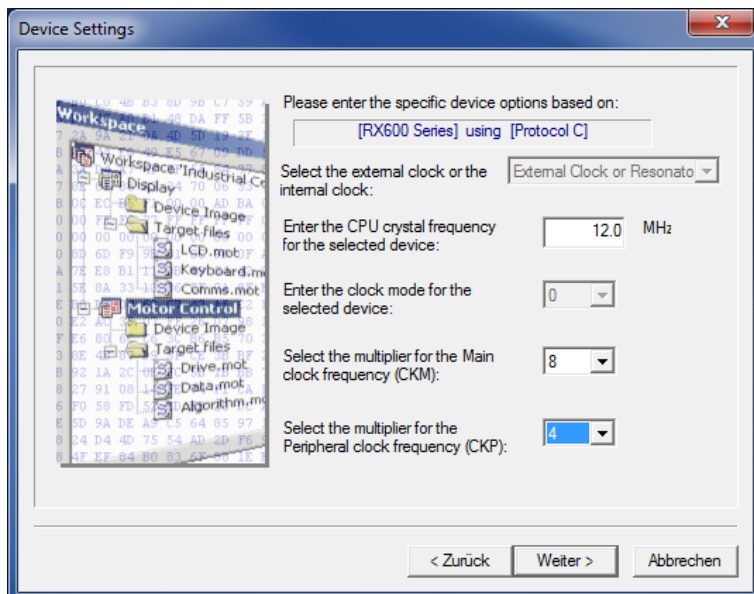 Device Settings
Please enter the specific device options based on:
[RX600 Series] using [Protocol C]
Select the external clock or the
internal clock:
External Clock or Resonato
Enter the CPU crystal frequency
for the selected device:
12.0
MHz
Enter the clock mode for the
selected device:
0
Select the multiplier for the Main
clock frequency (CKM):
8
Select the multiplier for the
Peripheral clock frequency (CKP):
4
Workspace
Workspace 'Industrial Co
Display
Device Image
Target files
LCD.mot
Keyboard.m
Comms.mot
Motor Control
Device Image
Target files
Drive.mot
Data.mot
Algorithm.mo
< Zurück
Weiter >
Abbrechen